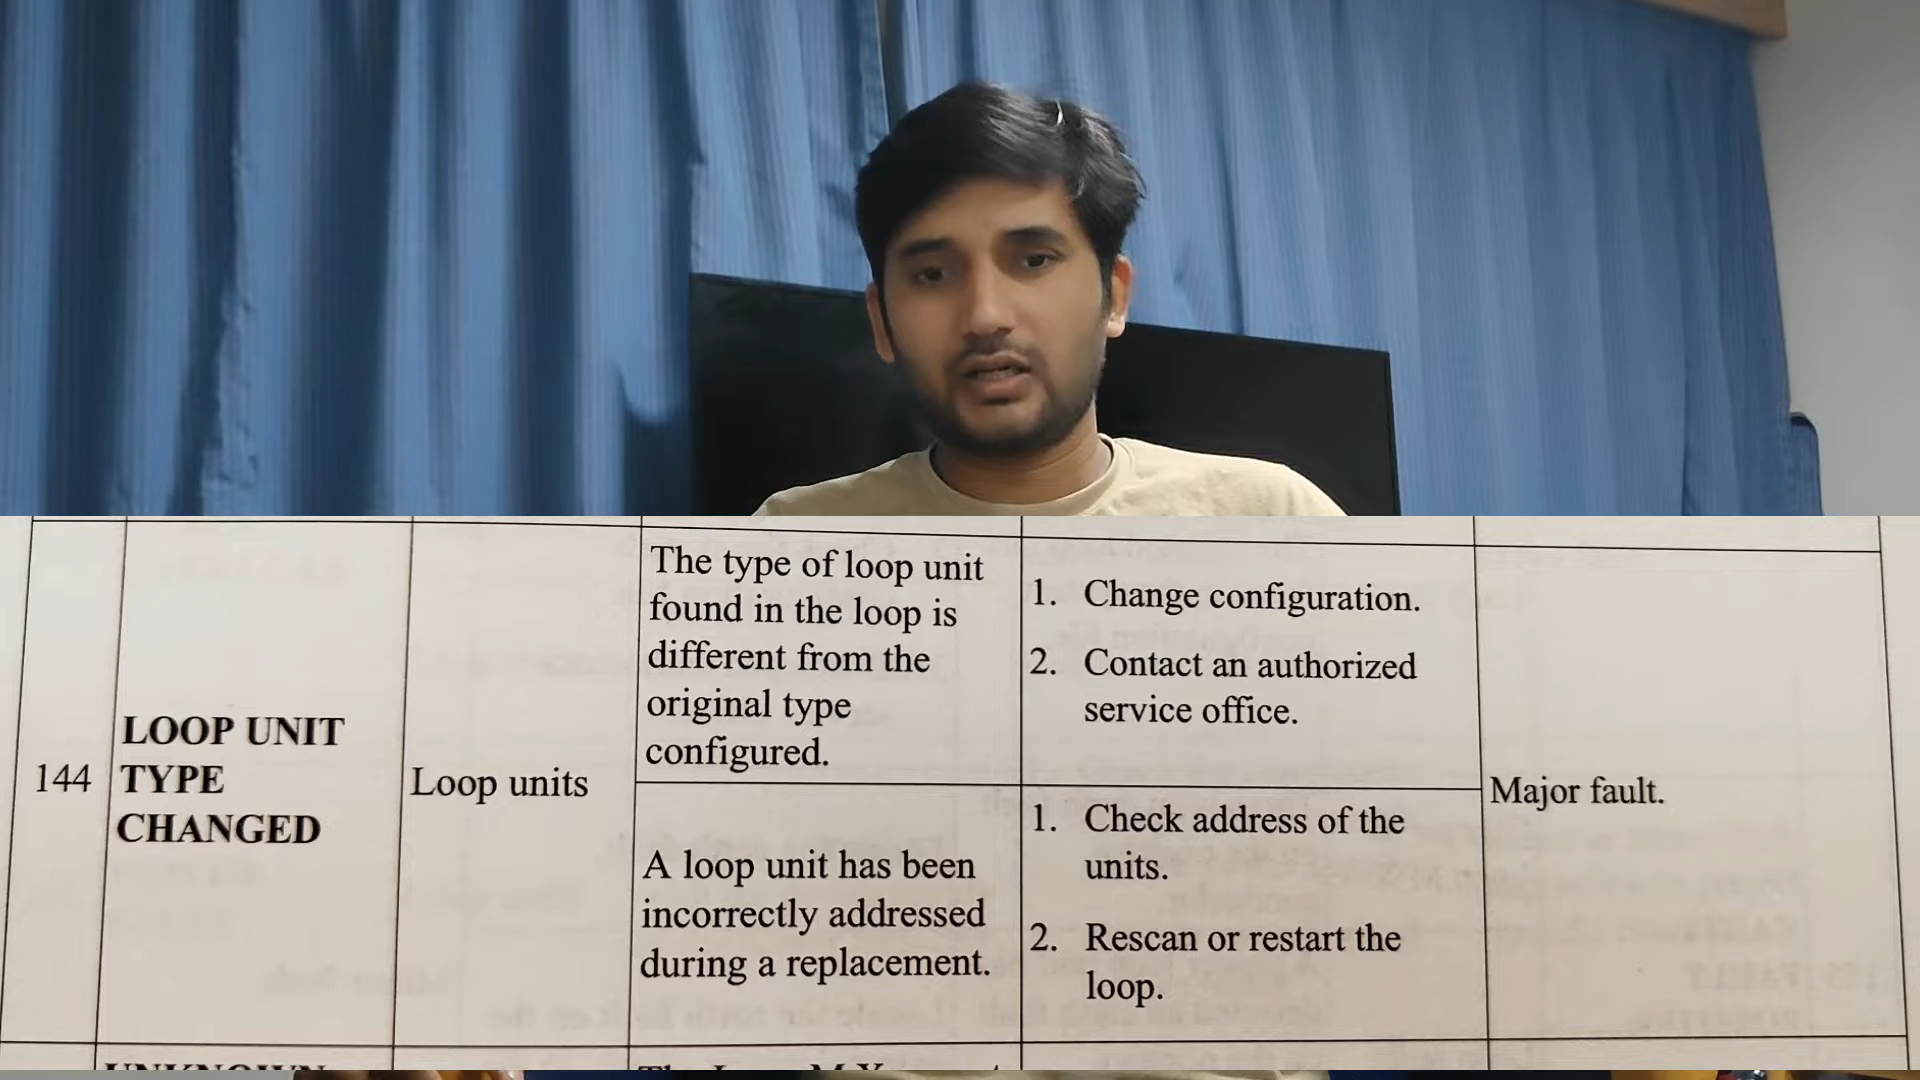 144
LOOP UNIT
TYPE
CHANGED
Loop units
The type of loop unit
found in the loop is
different from the
original type
configured.
1. Change configuration.
2. Contact an authorized
service office.
A loop unit has been
incorrectly addressed
during a replacement.
1. Check address of the
units.
2. Rescan or restart the
loop.
Major fault.
UNKNOWN